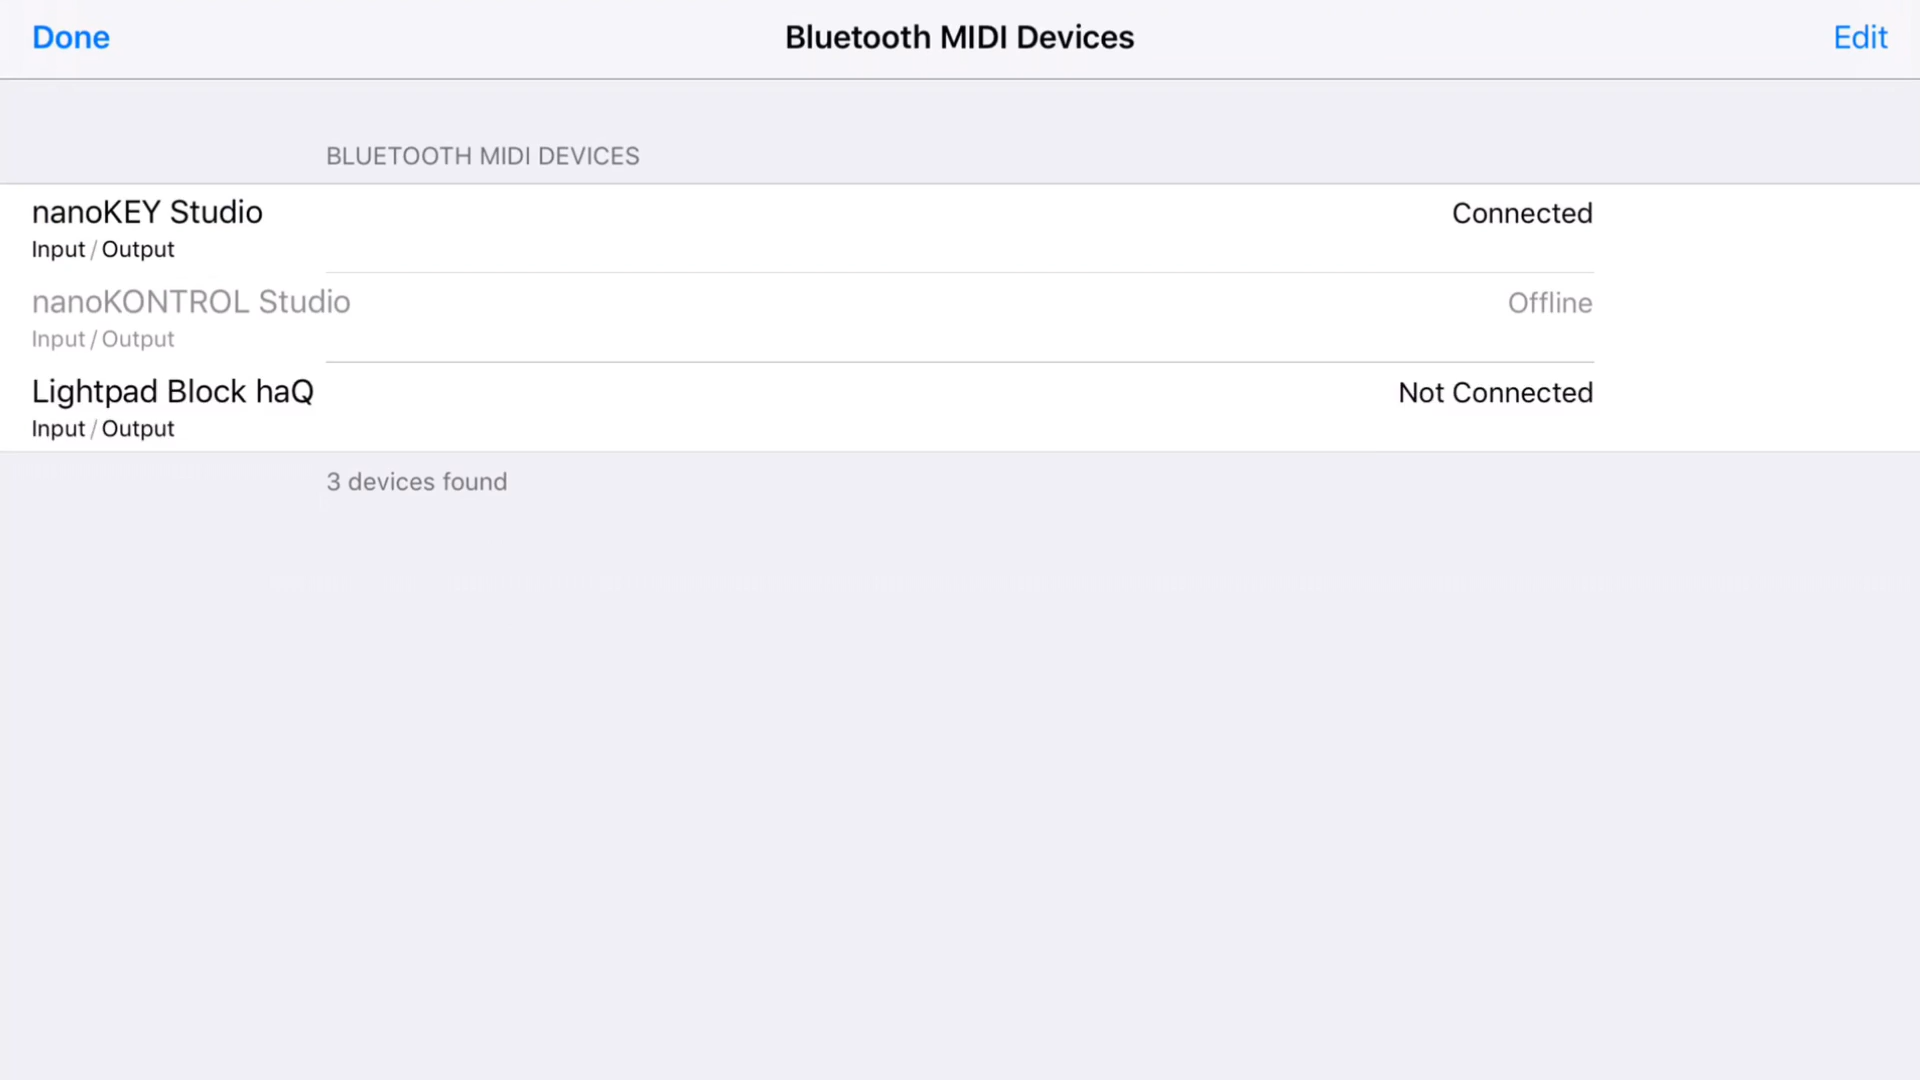 Done Bluetooth MIDI Devices Edit
BLUETOOTH MIDI DEVICES
nanoKEY Studio Connected
Input / Output
nanoKONTROL Studio Offline
Input / Output
Lightpad Block haQ Not Connected
Input / Output
3 devices found